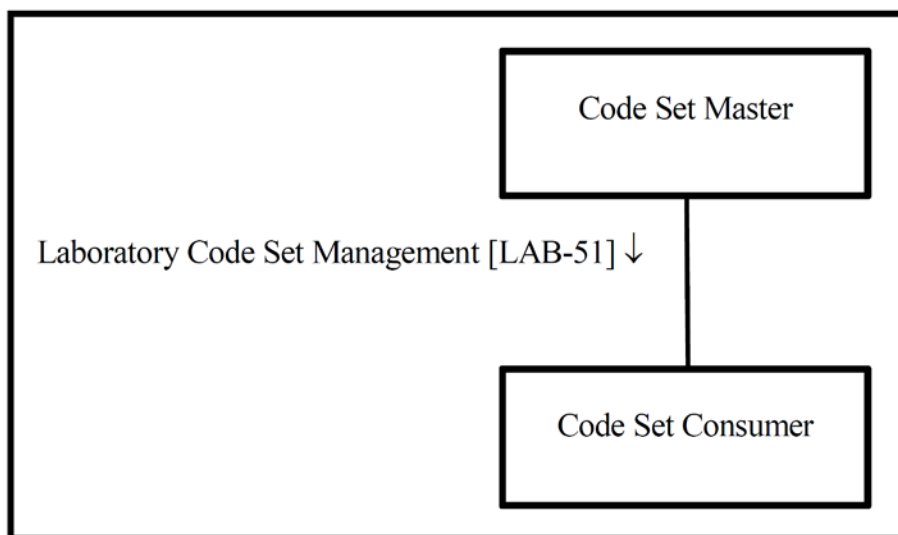 Code Set Master
Laboratory Code Set Management [LAB-51] ↓
Code Set Consumer